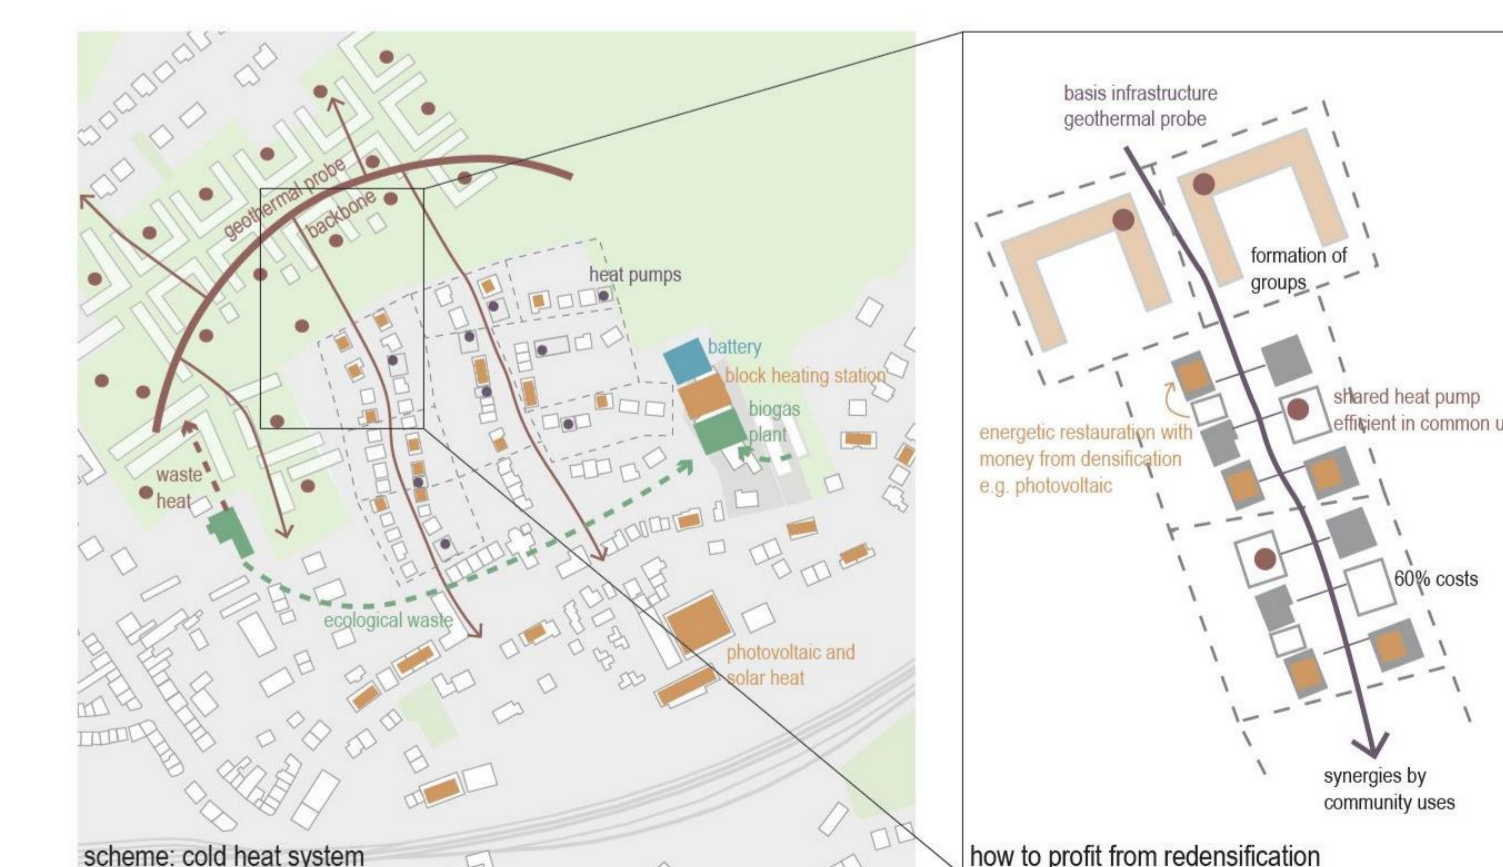 geothermal probe
backbone
heat pumps
battery
block heating station
biogas
plant
waste
heat
ecological waste
photovoltaic and
solar heat
scheme: cold heat system
basis infrastructure
geothermal probe
formation of
groups
shared heat pump
efficient in common u
energetic restauration with
money from densification
e.g. photovoltaic
60% costs
synergies by
community uses
how to profit from redensification